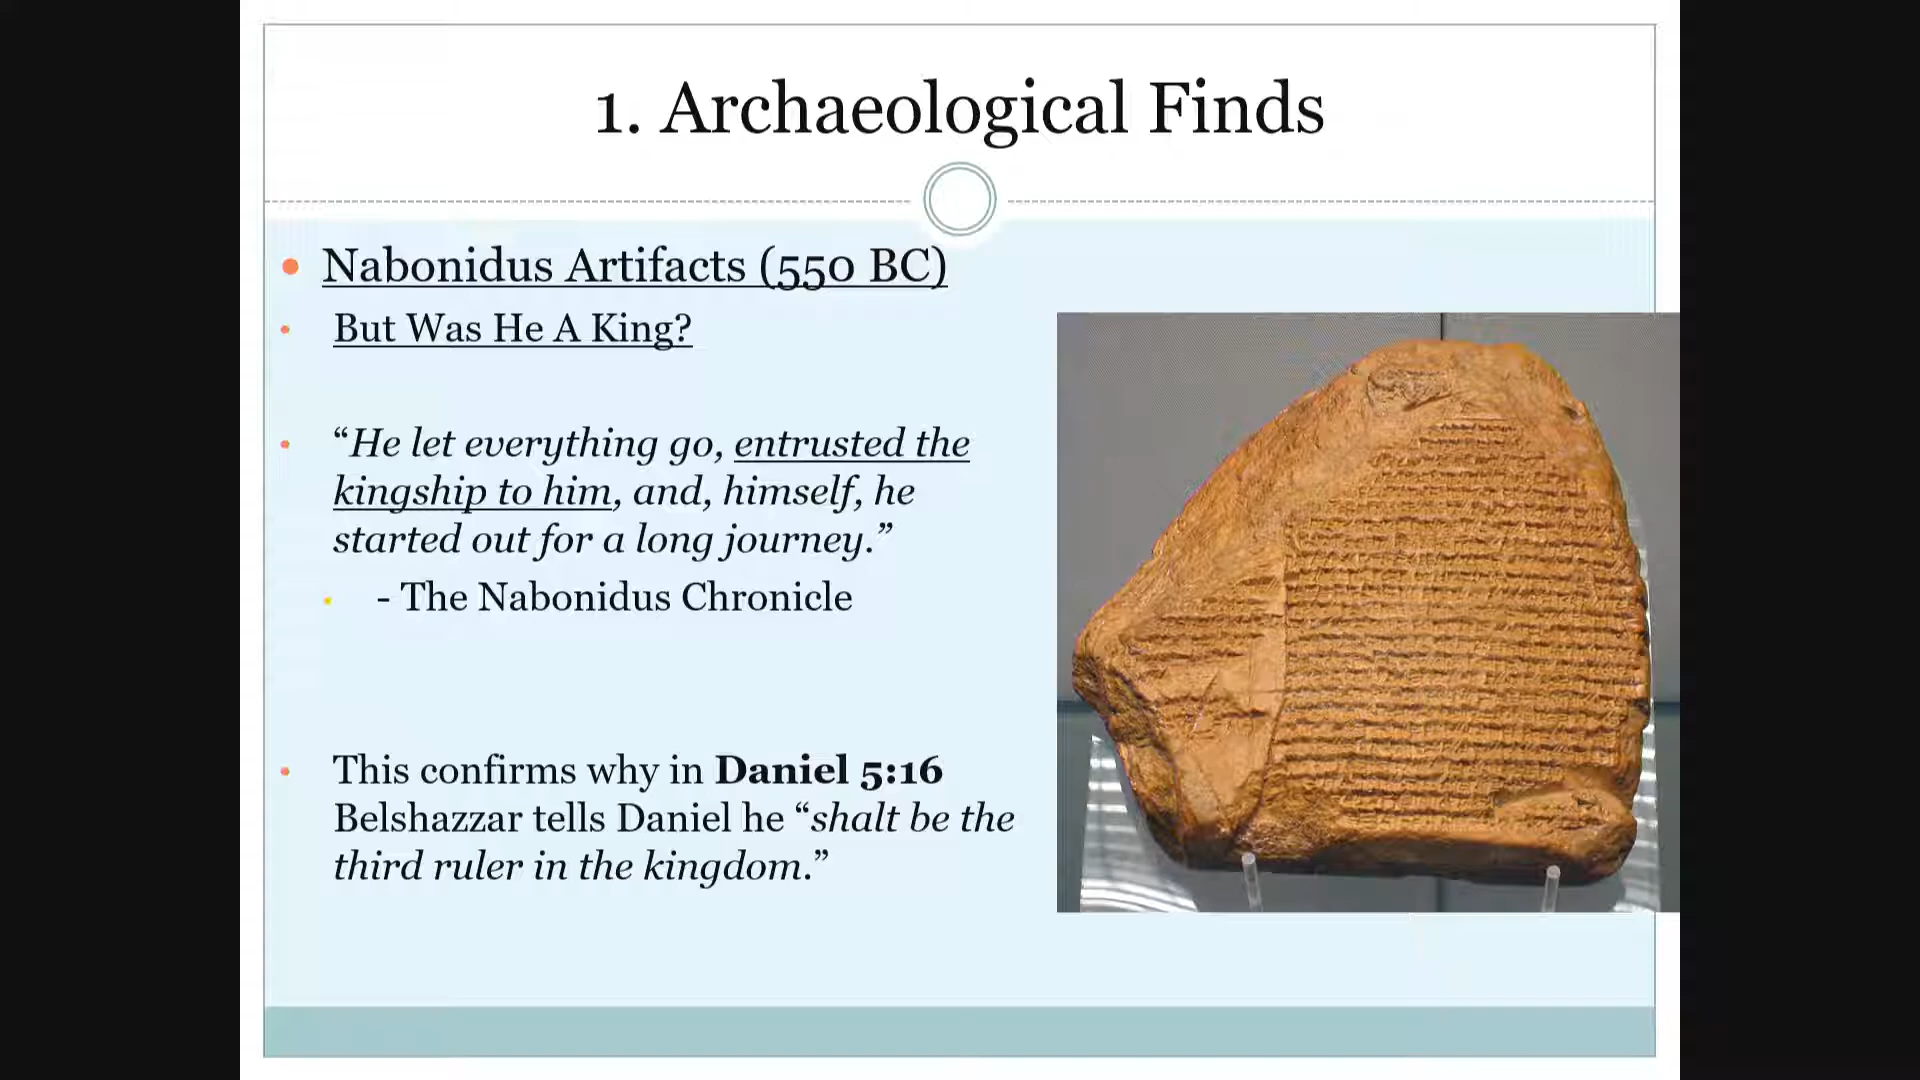 1. Archaeological Finds
Nabonidus Artifacts (550 BC)
But Was He A King?
“He let everything go, entrusted the
kingship to him, and, himself, he
started out for a long journey.”
- The Nabonidus Chronicle
This confirms why in Daniel 5:16
Belshazzar tells Daniel he “shalt be the
third ruler in the kingdom.”